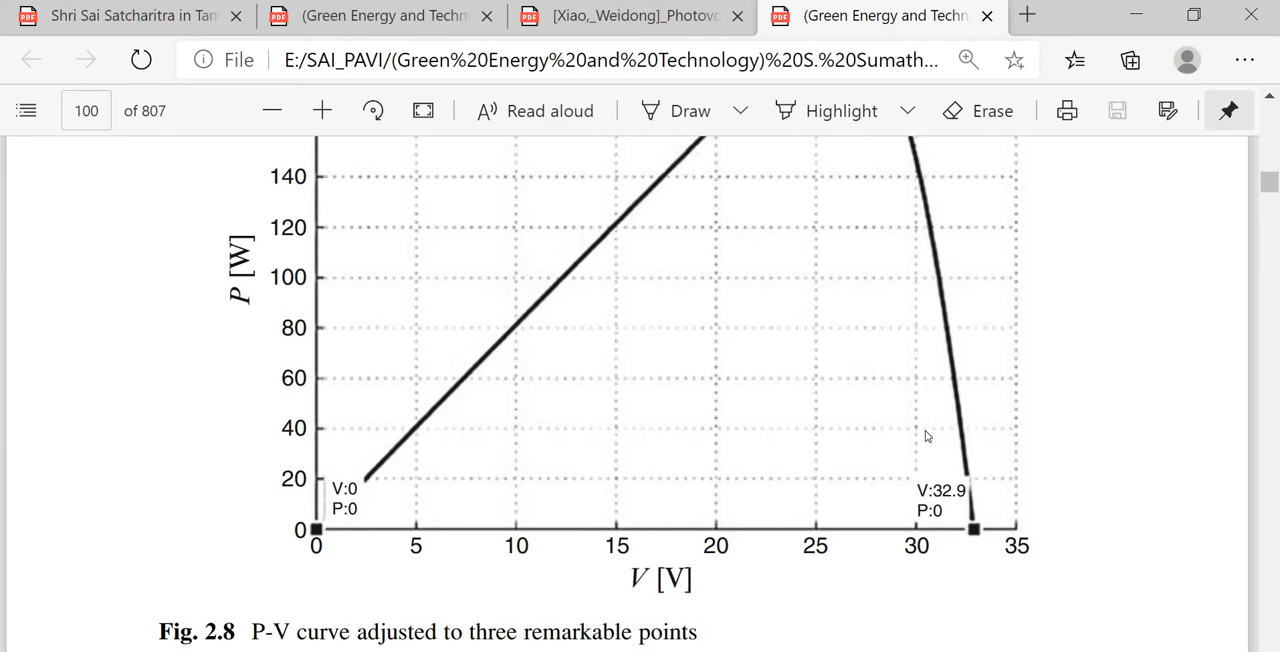 Shri Sai Satcharitra in Tan
(Green Energy and Techn
[Xiao,_Weidong]_Photovo
(Green Energy and Techn
File
E:/SAI_PAVI/(Green%20Energy%20and%20Technology)%20S.%20Sumath...
100 of 807
Read aloud
Draw
Highlight
Erase
140
120
100
80
60
40
20
0
P [W]
V:0
P:0
V:32.9
P:0
0 5 10 15 20 25 30 35
V [V]
Fig. 2.8 P-V curve adjusted to three remarkable points